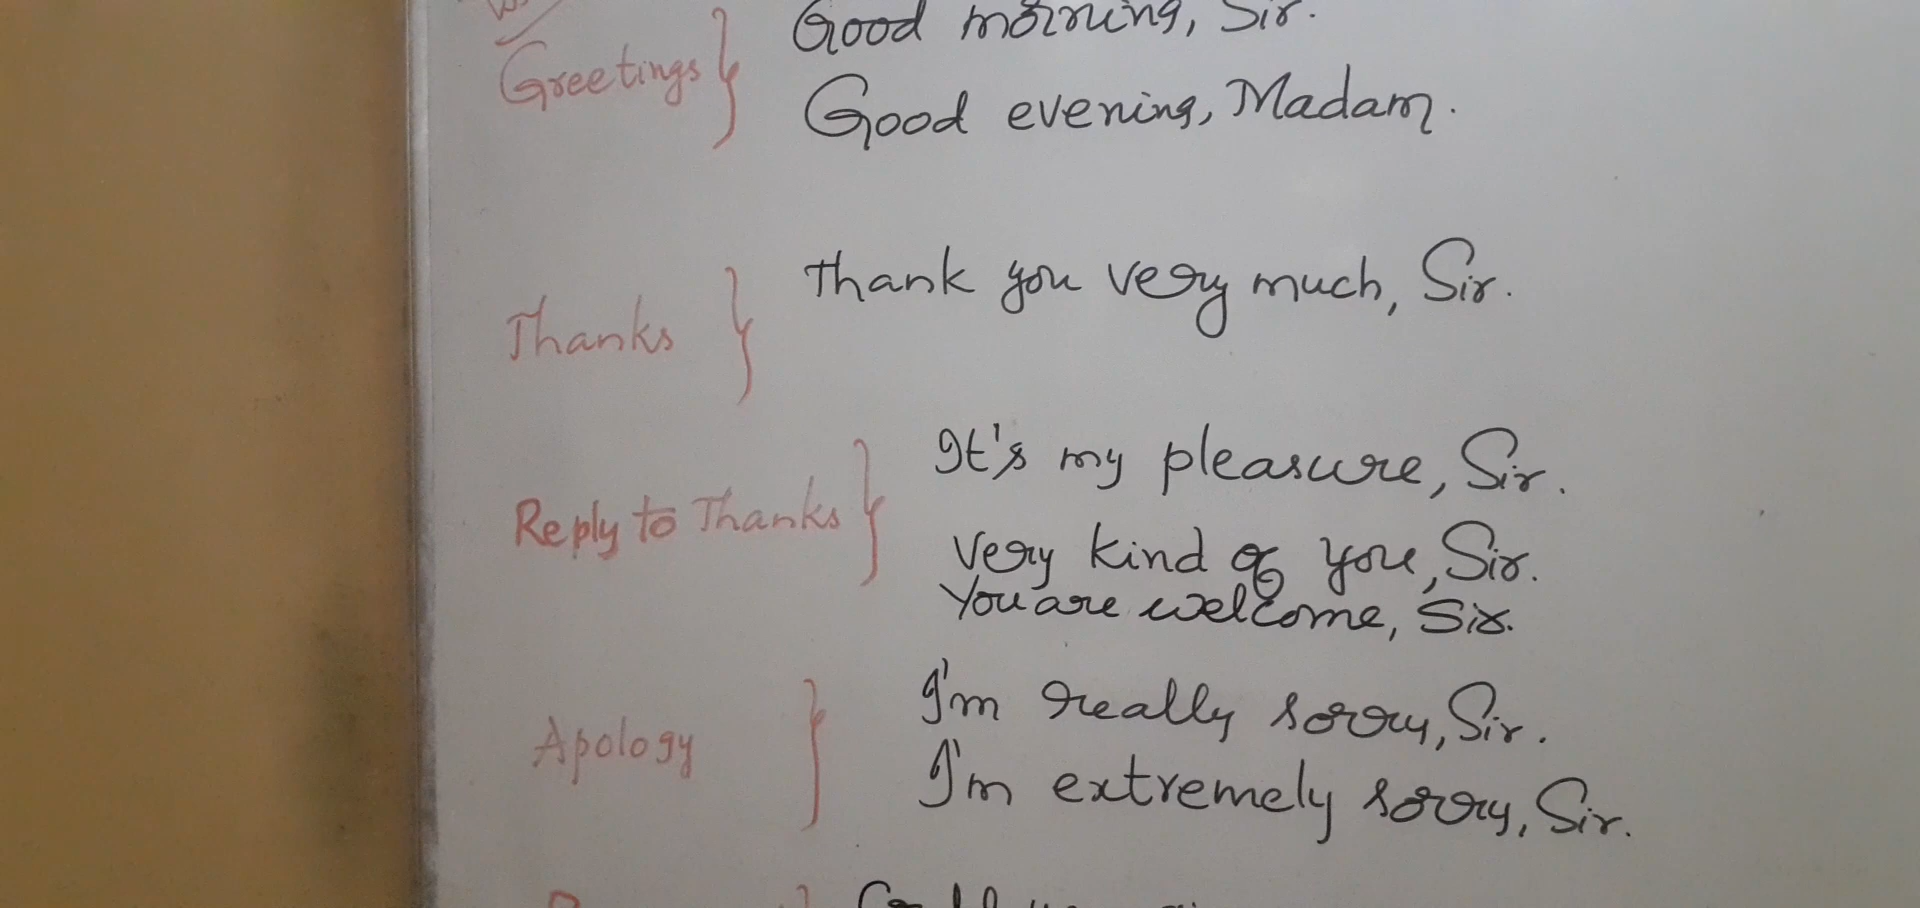 Greetings } Good morning, Sir.
Good evening, Madam.
Thanks } Thank you very much, Sir.
Reply to Thanks } It's my pleasure, Sir.
Very kind of you, Sir.
You are welcome, Sir.
Apology } I'm really sorry, Sir.
I'm extremely sorry, Sir.